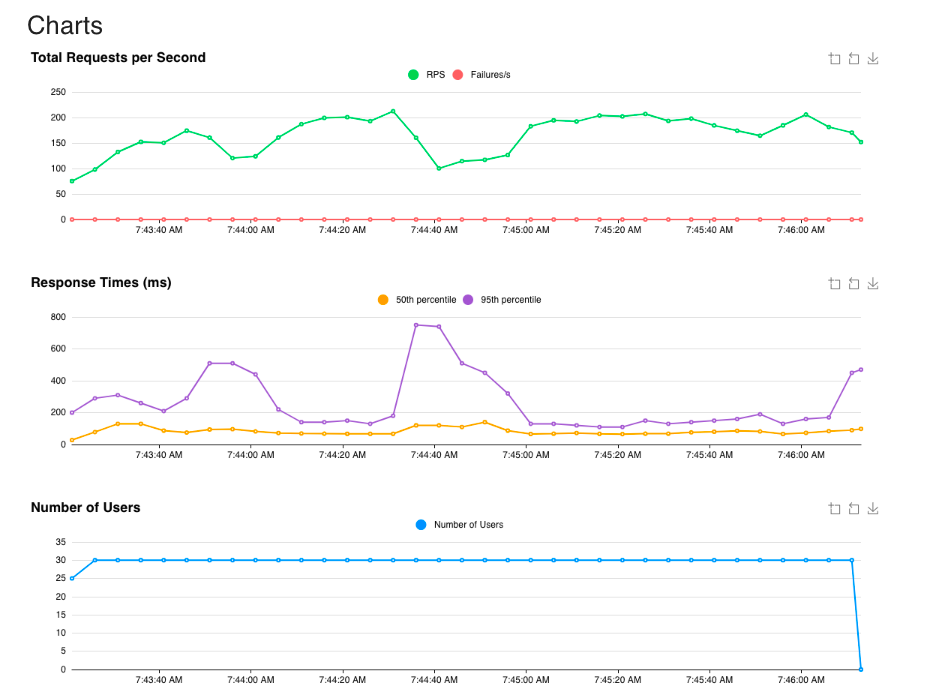 Charts
Total Requests per Second
RPS Failures/s
250
200
150
100
50
0
7:43:40 AM 7:44:00 AM 7:44:20 AM 7:44:40 AM 7:45:00 AM 7:45:20 AM 7:45:40 AM 7:46:00 AM
Response Times (ms)
50th percentile 95th percentile
800
600
400
200
0
7:43:40 AM 7:44:00 AM 7:44:20 AM 7:44:40 AM 7:45:00 AM 7:45:20 AM 7:45:40 AM 7:46:00 AM
Number of Users
Number of Users
35
30
25
20
15
10
5
0
7:43:40 AM 7:44:00 AM 7:44:20 AM 7:44:40 AM 7:45:00 AM 7:45:20 AM 7:45:40 AM 7:46:00 AM